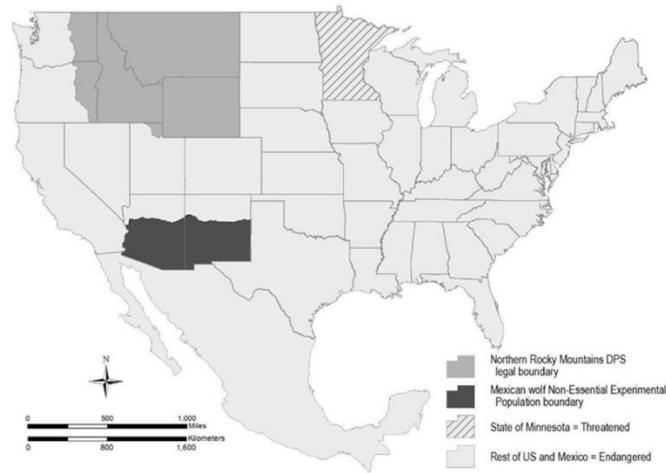 N
0 500 1,000
Miles
Kilometers
0 800 1,600
Northern Rocky Mountains DPS
legal boundary
Mexican wolf Non-Essential Experimental
Population boundary
State of Minnesota = Threatened
Rest of US and Mexico = Endangered